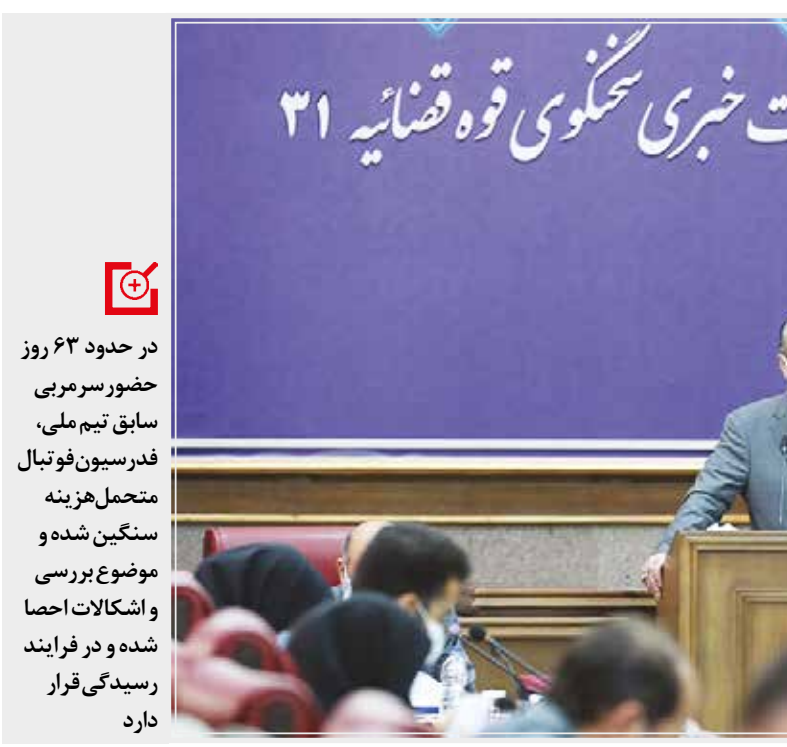 خبری سخنگوی قوه قضائیه ۳۱
در حدود ۶۳ روز
حضور سرمربی
سابق تیم ملی،
فدرسیون فوتبال
متحمل هزینه
سنگین شده و
موضوع بررسی
و اشکالات احصا
شده و در فرایند
رسیدگی قرار
دارد